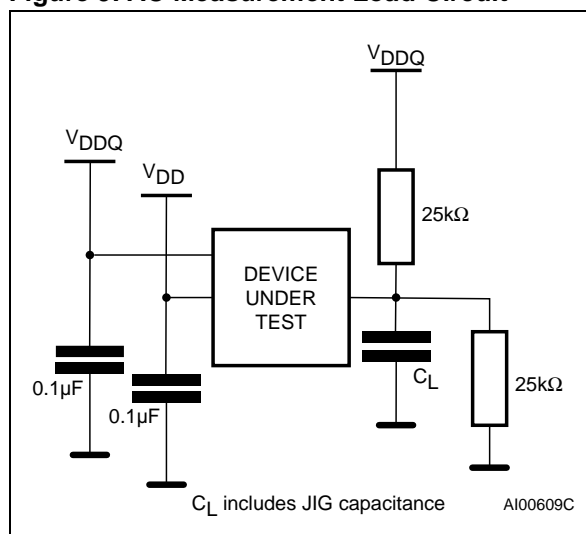 Figure AC Measurement Load Circuit
VDDQ
VDDQ
VDD
25kΩ
DEVICE
UNDER
TEST
CL
25kΩ
0.1µF
0.1µF
CL includes JIG capacitance
AI00609C